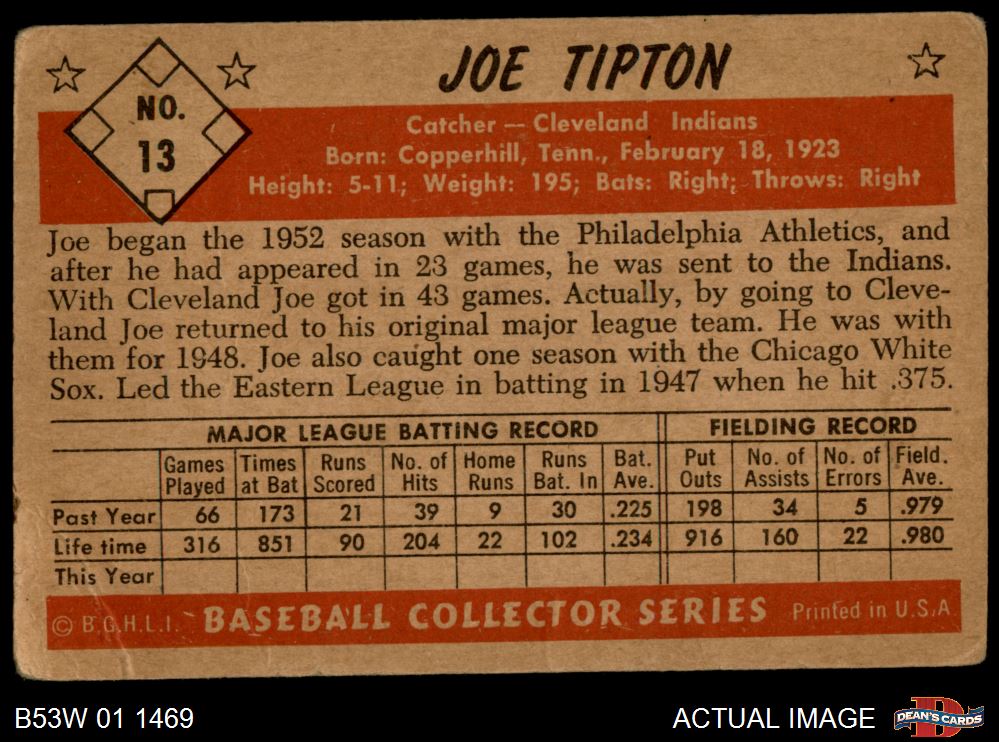 JOE TIPTON
NO.
13
Catcher — Cleveland Indians
Born: Copperhill, Tenn., February 18, 1923
Height: 5-11; Weight: 195; Bats: Right; Throws: Right
Joe began the 1952 season with the Philadelphia Athletics, and
after he had appeared in 23 games, he was sent to the Indians.
With Cleveland Joe got in 43 games. Actually, by going to Cleve-
land Joe returned to his original major league team. He was with
them for 1948. Joe also caught one season with the Chicago White
Sox. Led the Eastern League in batting in 1947 when he hit .375.
MAJOR LEAGUE BATTING RECORD FIELDING RECORD
Games Times Runs No. of Home Runs Bat. Put No. of No. of Field.
Played at Bat Scored Hits Runs Bat. In Ave. Outs Assists Errors Ave.
Past Year 66 173 21 39 9 30 .225 198 34 5 .979
Life time 316 851 90 204 22 102 .234 916 160 22 .980
This Year
© B.G.H.L.I. BASEBALL COLLECTOR SERIES Printed in U.S.A
B53W 01 1469 ACTUAL IMAGE DEAN'S CARDS